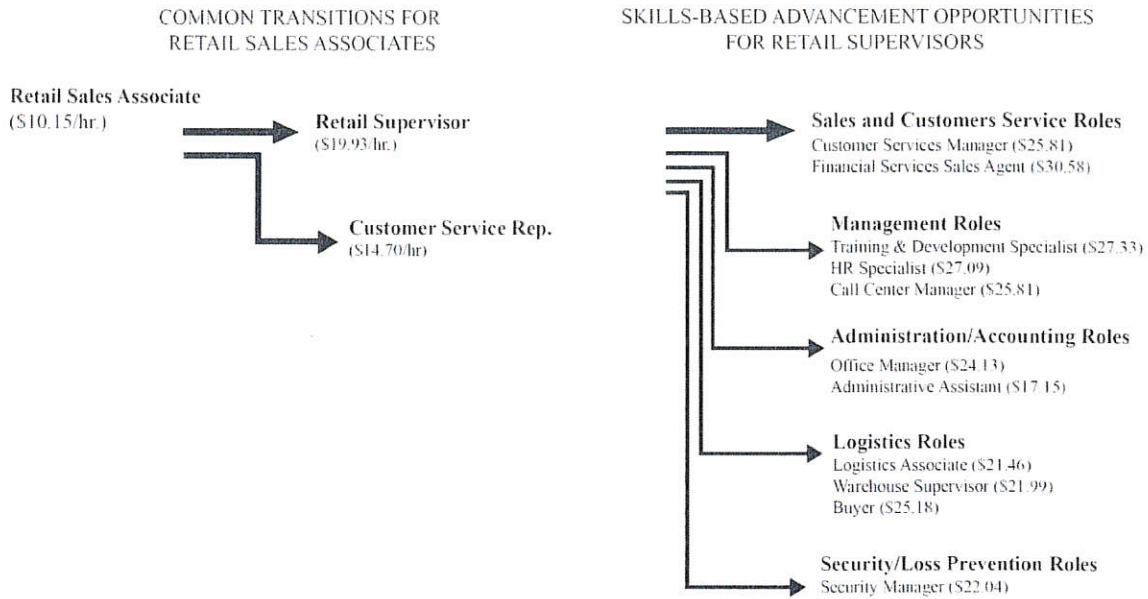 COMMON TRANSITIONS FOR
RETAIL SALES ASSOCIATES
Retail Sales Associate
($10.15/hr.)
Retail Supervisor
($19.93/hr.)
Customer Service Rep.
($14.70/hr)
SKILLS-BASED ADVANCEMENT OPPORTUNITIES
FOR RETAIL SUPERVISORS
Sales and Customers Service Roles
Customer Services Manager ($25.81)
Financial Services Sales Agent ($30.58)
Management Roles
Training & Development Specialist ($27.33)
HR Specialist ($27.09)
Call Center Manager ($25.81)
Administration/Accounting Roles
Office Manager ($24.13)
Administrative Assistant ($17.15)
Logistics Roles
Logistics Associate ($21.46)
Warehouse Supervisor ($21.99)
Buyer ($25.18)
Security/Loss Prevention Roles
Security Manager ($22.04)